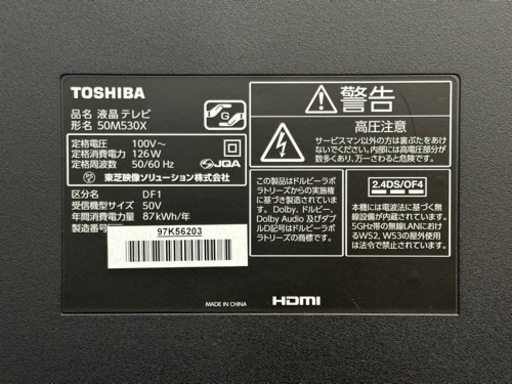 TOSHIBA
品名 液晶テレビ
形名 50M530X
定格電圧 100V〜
定格消費電力 126W
定格周波数 50/60Hz
JQA
東芝映像ソリューション株式会社
区分名 DF1
受信機型サイズ 50V
年間消費電力量 87kWh/年
製造番号
97K56203
MADE IN CHINA
G
警告
高圧注意
サービスマン以外の方は裏ぶたをあけ
ないでください。内部には高電圧部分が
数多くあり、万一さわると危険です。
この製品はドルビーラボ
ラトリーズからの実施権
に基づき製造されています。
Dolby、ドルビー、
Dolby Audio 及びダブル
D記号はドルビーラボラ
トリーズの商標です。
2.4DS/OF4
本機には電波法に基づく無
線設備が内蔵されています。
5GHz帯の無線LANにおける
W52、W53の屋外使用
は法令で禁止されています。
HDMI